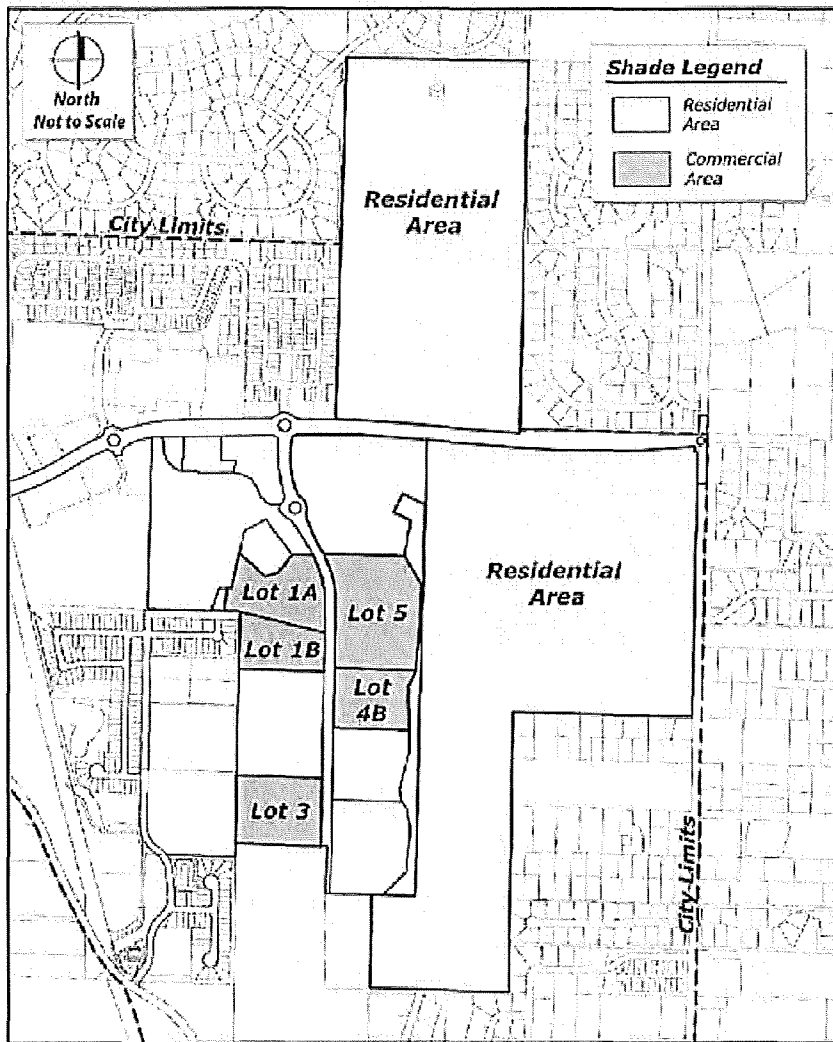 North
Not to Scale
Shade Legend
Residential
Area
Commercial
Area
Residential
Area
City Limits
Residential
Area
Lot 1A
Lot 5
Lot 1B
Lot
4B
Lot 3
City Limits